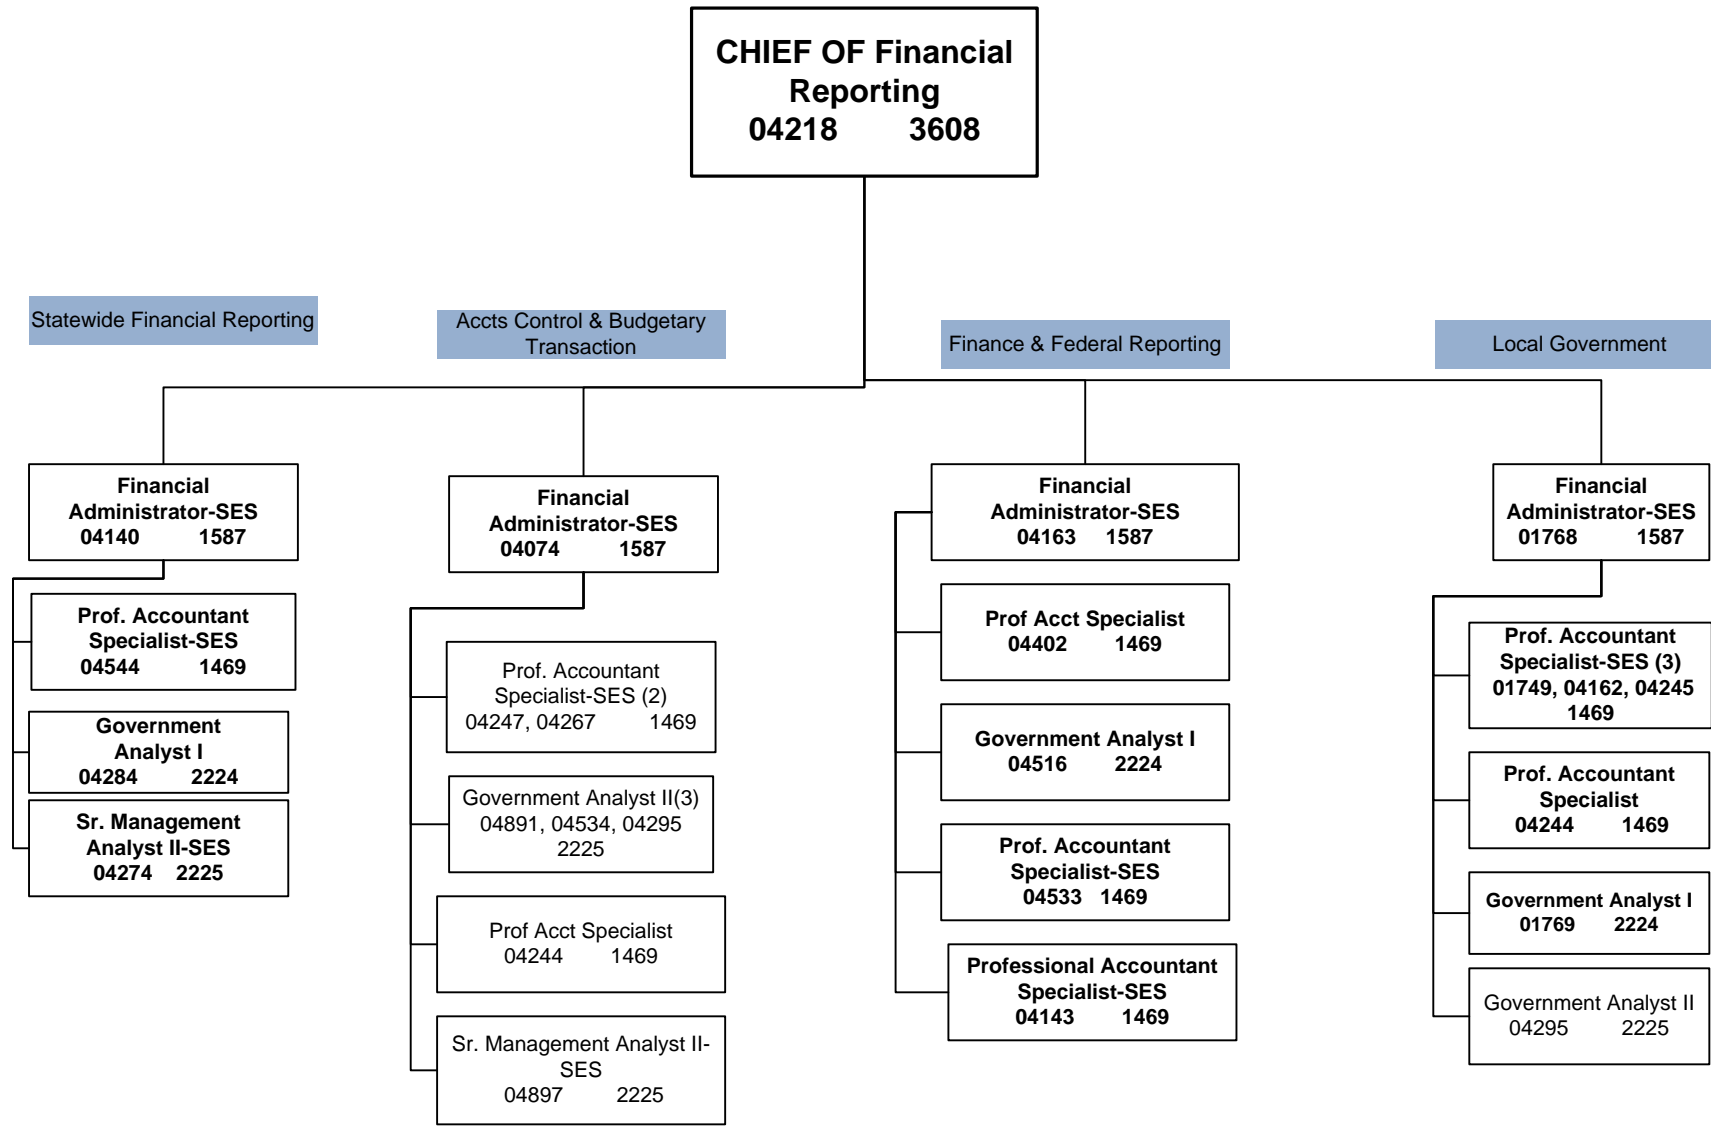 CHIEF OF Financial
Reporting
04218 3608
Statewide Financial Reporting
Accts Control & Budgetary
Transaction
Finance & Federal Reporting
Local Government
Financial
Administrator-SES
04140 1587
Prof. Accountant
Specialist-SES
04544 1469
Government
Analyst I
04284 2224
Sr. Management
Analyst II-SES
04274 2225
Financial
Administrator-SES
04074 1587
Prof. Accountant
Specialist-SES (2)
04247, 04267 1469
Government Analyst II(3)
04891, 04534, 04295
2225
Prof Acct Specialist
04244 1469
Sr. Management Analyst II-
SES
04897 2225
Financial
Administrator-SES
04163 1587
Prof Acct Specialist
04402 1469
Government Analyst I
04516 2224
Prof. Accountant
Specialist-SES
04533 1469
Professional Accountant
Specialist-SES
04143 1469
Financial
Administrator-SES
01768 1587
Prof. Accountant
Specialist-SES (3)
01749, 04162, 04245
1469
Prof. Accountant
Specialist
04244 1469
Government Analyst I
01769 2224
Government Analyst II
04295 2225